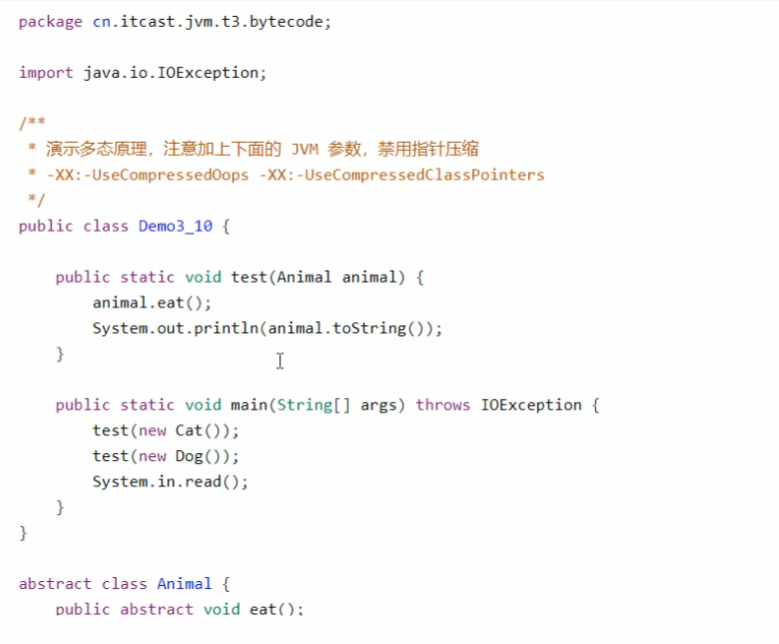 package cn.itcast.jvm.t3.bytecode;
import java.io.IOException;
/**
* 演示多态原理，注意加上下面的 JVM 参数，禁用指针压缩
* -XX:-UseCompressedOops -XX:-UseCompressedClassPointers
*/
public class Demo3_10 {
public static void test(Animal animal) {
animal.eat();
System.out.println(animal.toString());
}
public static void main(String[] args) throws IOException {
test(new Cat());
test(new Dog());
System.in.read();
}
}
abstract class Animal {
public abstract void eat();